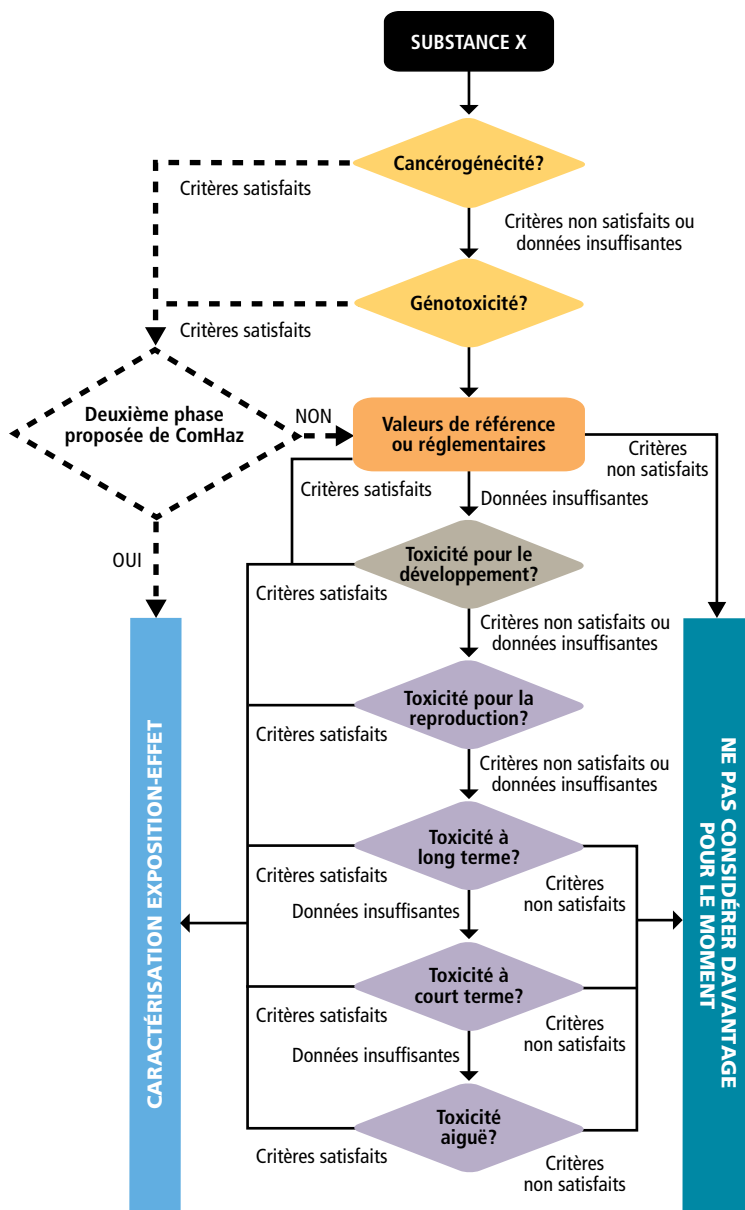 SUBSTANCE X
Cancérogénécité?
Critères satisfaits
Critères non satisfaits ou
données insuffisantes
Génotoxicité?
Critères satisfaits
Deuxième phase
proposée de ComHaz
NON
Valeurs de référence
ou réglementaires
Critères
non satisfaits
Critères satisfaits
Données insuffisantes
OUI
Toxicité pour le
développement?
Critères satisfaits
Critères non satisfaits ou
données insuffisantes
Toxicité pour la
reproduction?
Critères satisfaits
Critères non satisfaits ou
données insuffisantes
Toxicité à
long terme?
Critères satisfaits
Critères
non satisfaits
Données insuffisantes
Toxicité à
court terme?
Critères satisfaits
Critères
non satisfaits
Données insuffisantes
Toxicité
aiguë?
Critères satisfaits
Critères
non satisfaits
CARACTÉRISATION EXPOSITION-EFFET
NE PAS CONSIDÉRER DAVANTAGE
POUR LE MOMENT